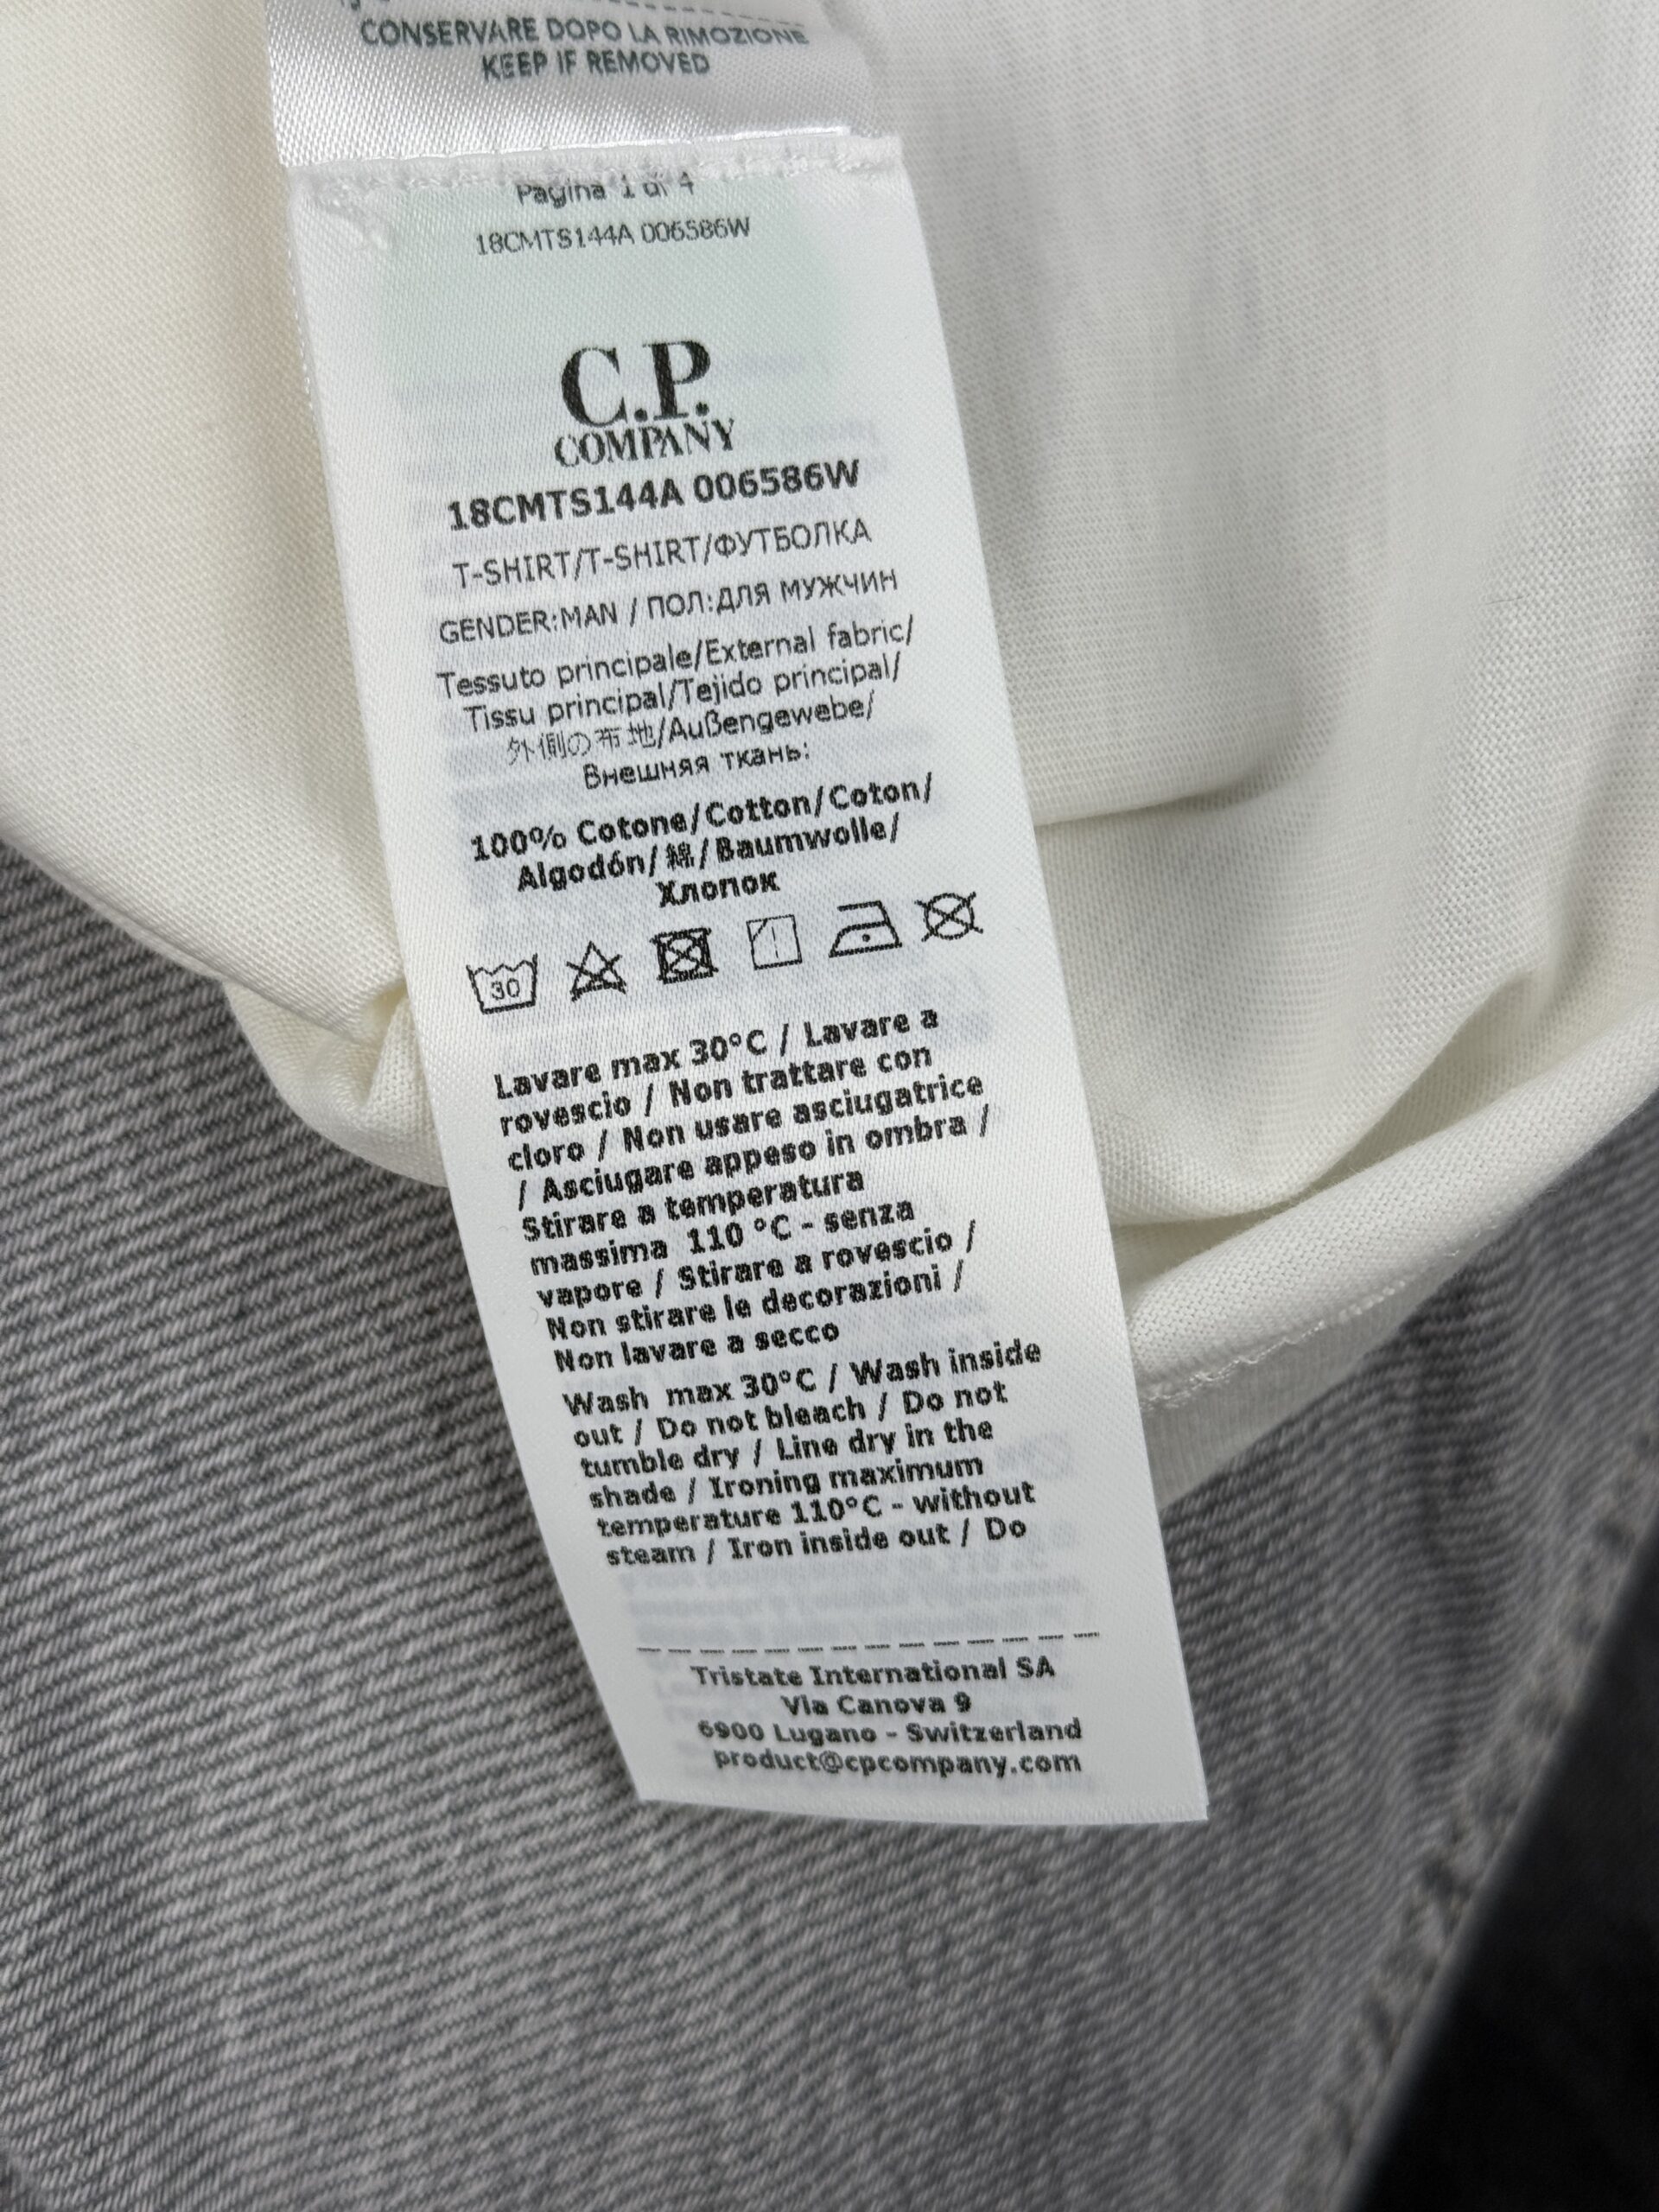 CONSERVARE DOPO LA RIMOZIONE
KEEP IF REMOVED
Pagina 1 di 4
18CMTS144A 006586W
C.P.
COMPANY
18CMTS144A 006586W
T-SHIRT/T-SHIRT/ФУТБОЛКА
GENDER:MAN / ПОЛ:ДЛЯ МУЖЧИН
Tessuto principale/External fabric/
Tissu principal/Tejido principal/
外側の布地/Außengewebe/
Внешняя ткань:
100% Cotone/Cotton/Coton/
Algodón/綿/Baumwolle/
Хлопок
30
Lavare max 30°C / Lavare a
rovescio / Non trattare con
cloro / Non usare asciugatrice
/ Asciugare appeso in ombra /
Stirare a temperatura
massima 110 °C - senza
vapore / Stirare a rovescio /
Non stirare le decorazioni /
Non lavare a secco
Wash max 30°C / Wash inside
out / Do not bleach / Do not
tumble dry / Line dry in the
shade / Ironing maximum
temperature 110°C - without
steam / Iron inside out / Do
Tristate International SA
Via Canova 9
6900 Lugano - Switzerland
product@cpcompany.com